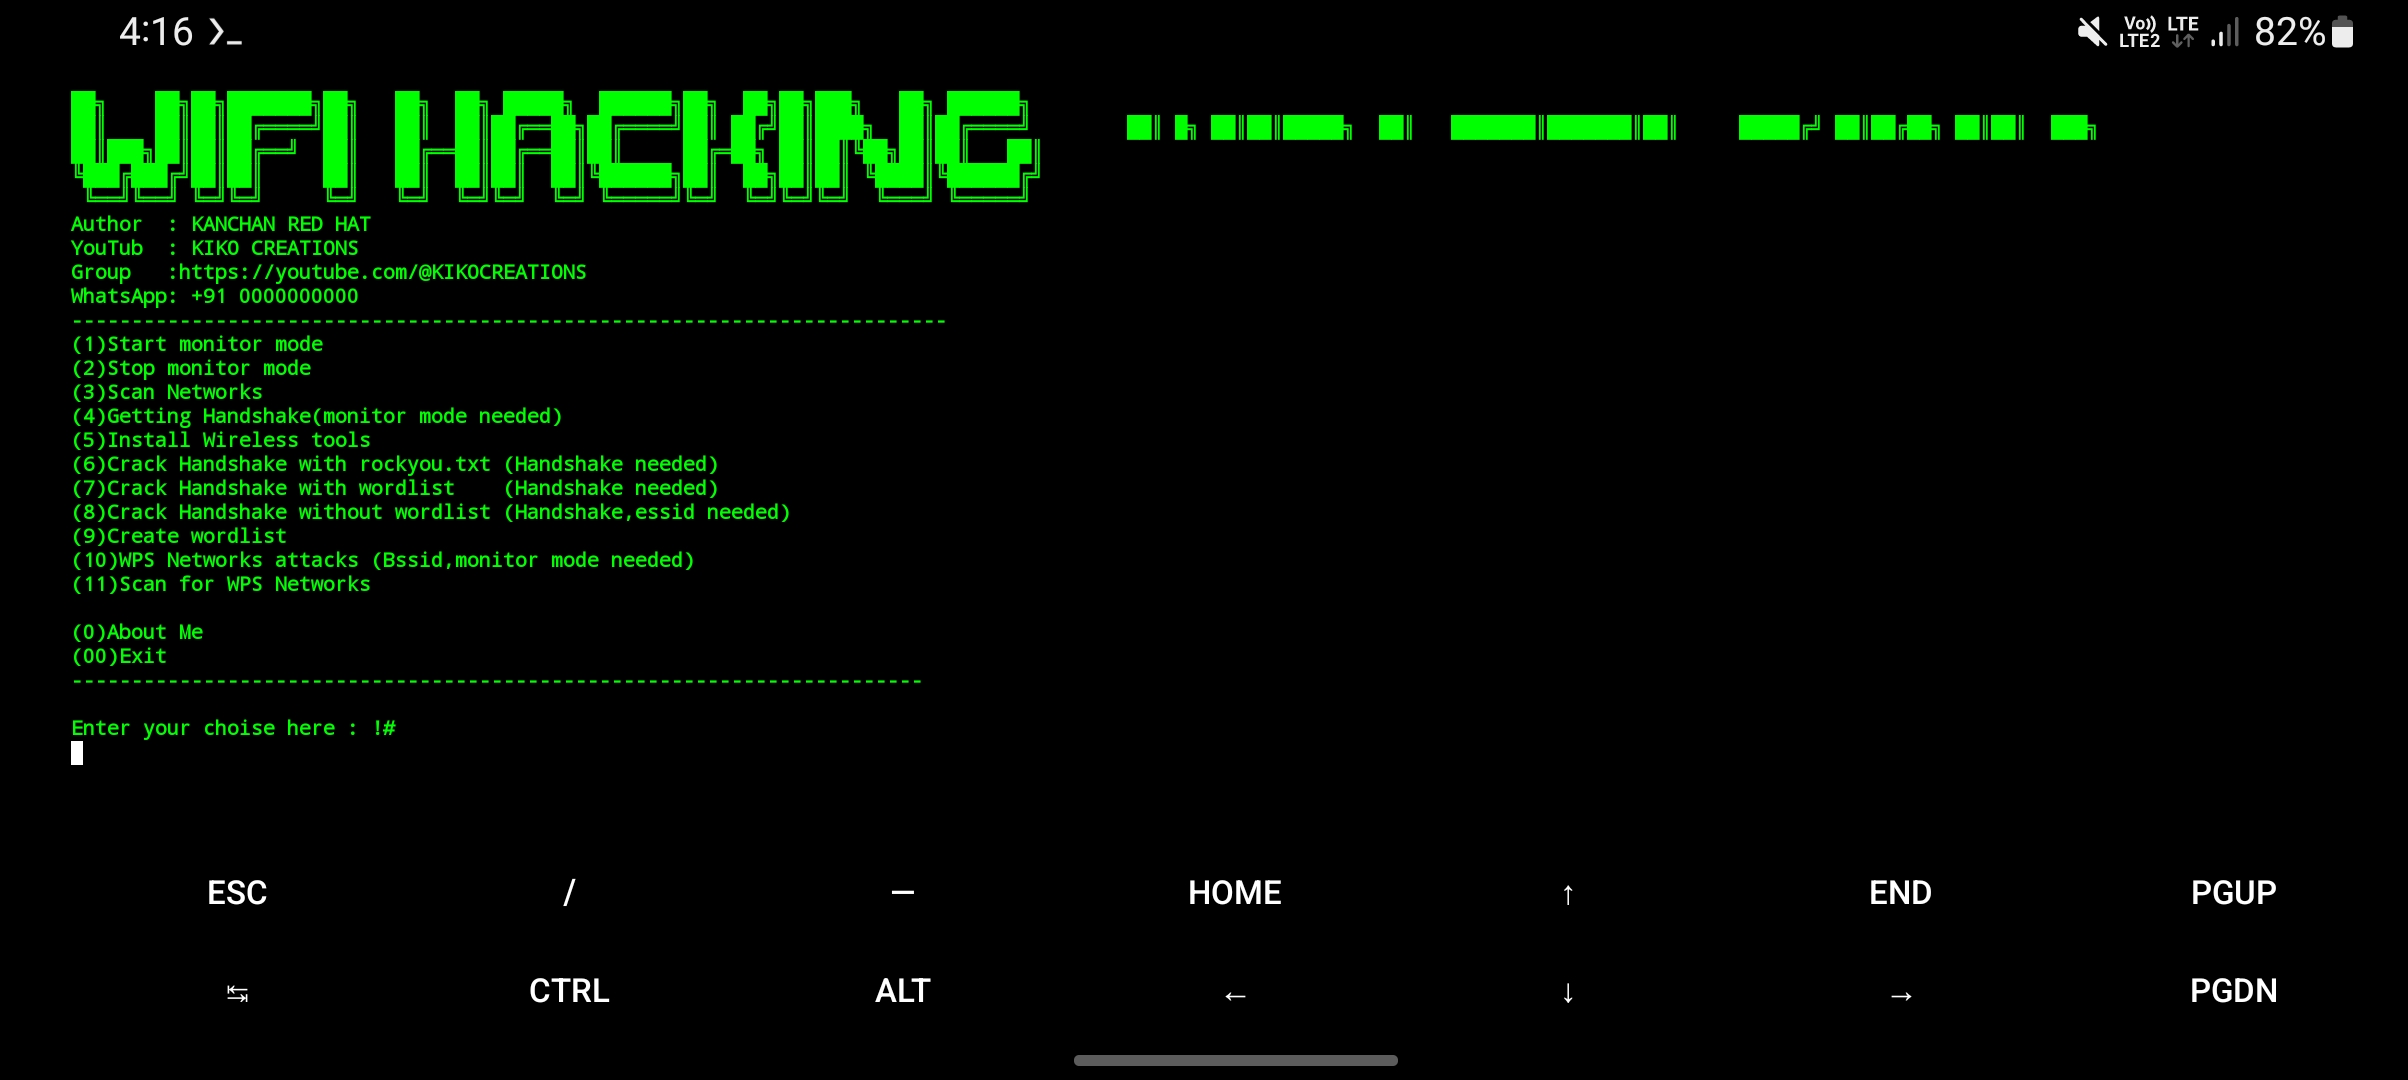 4:16 >_ Vo)) LTE2 LTE 82%
WIFI HACKING
Author  : KANCHAN RED HAT
YouTub  : KIKO CREATIONS
Group   :https://youtube.com/@KIKOCREATIONS
WhatsApp: +91 0000000000
-------------------------------------------------------------------------
(1)Start monitor mode
(2)Stop monitor mode
(3)Scan Networks
(4)Getting Handshake(monitor mode needed)
(5)Install Wireless tools
(6)Crack Handshake with rockyou.txt (Handshake needed)
(7)Crack Handshake with wordlist    (Handshake needed)
(8)Crack Handshake without wordlist (Handshake,essid needed)
(9)Create wordlist
(10)WPS Networks attacks (Bssid,monitor mode needed)
(11)Scan for WPS Networks
(0)About Me
(00)Exit
-----------------------------------------------------------------------
Enter your choise here : !#
ESC / — HOME ↑ END PGUP
⇆ CTRL ALT ← ↓ → PGDN